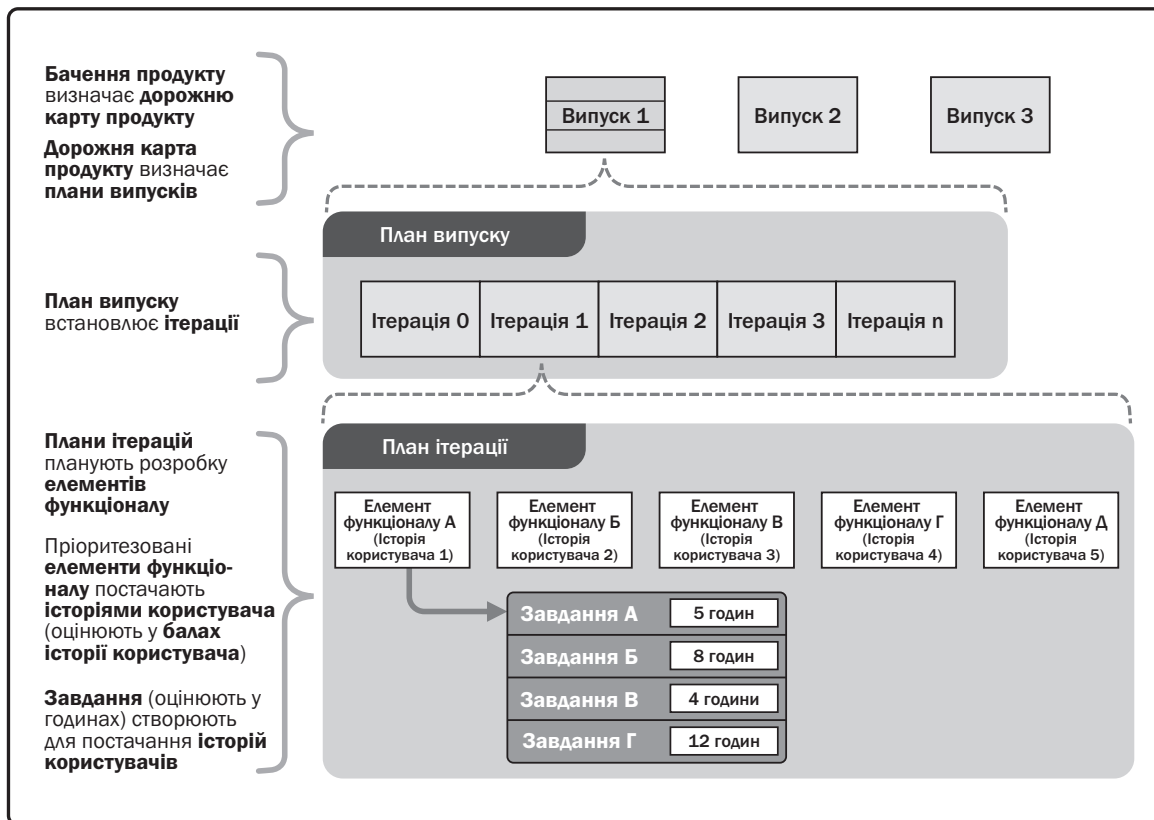 Бачення продукту
визначає дорожню
карту продукту
Дорожня карта
продукту визначає
плани випусків
Випуск 1
Випуск 2
Випуск 3
План випуску
План випуску
встановлює ітерації
Ітерація 0
Ітерація 1
Ітерація 2
Ітерація 3
Ітерація n
Плани ітерацій
планують розробку
елементів
функціоналу
Пріоритезовані
елементи функціо-
налу постачають
історіями користувача
(оцінюють у балах
історії користувача)
Завдання (оцінюють у
годинах) створюють
для постачання історій
користувачів
План ітерації
Елемент
функціоналу А
(Історія
користувача 1)
Елемент
функціоналу Б
(Історія
користувача 2)
Елемент
функціоналу В
(Історія
користувача 3)
Елемент
функціоналу Г
(Історія
користувача 4)
Елемент
функціоналу Д
(Історія
користувача 5)
Завдання А
5 годин
Завдання Б
8 годин
Завдання В
4 години
Завдання Г
12 годин